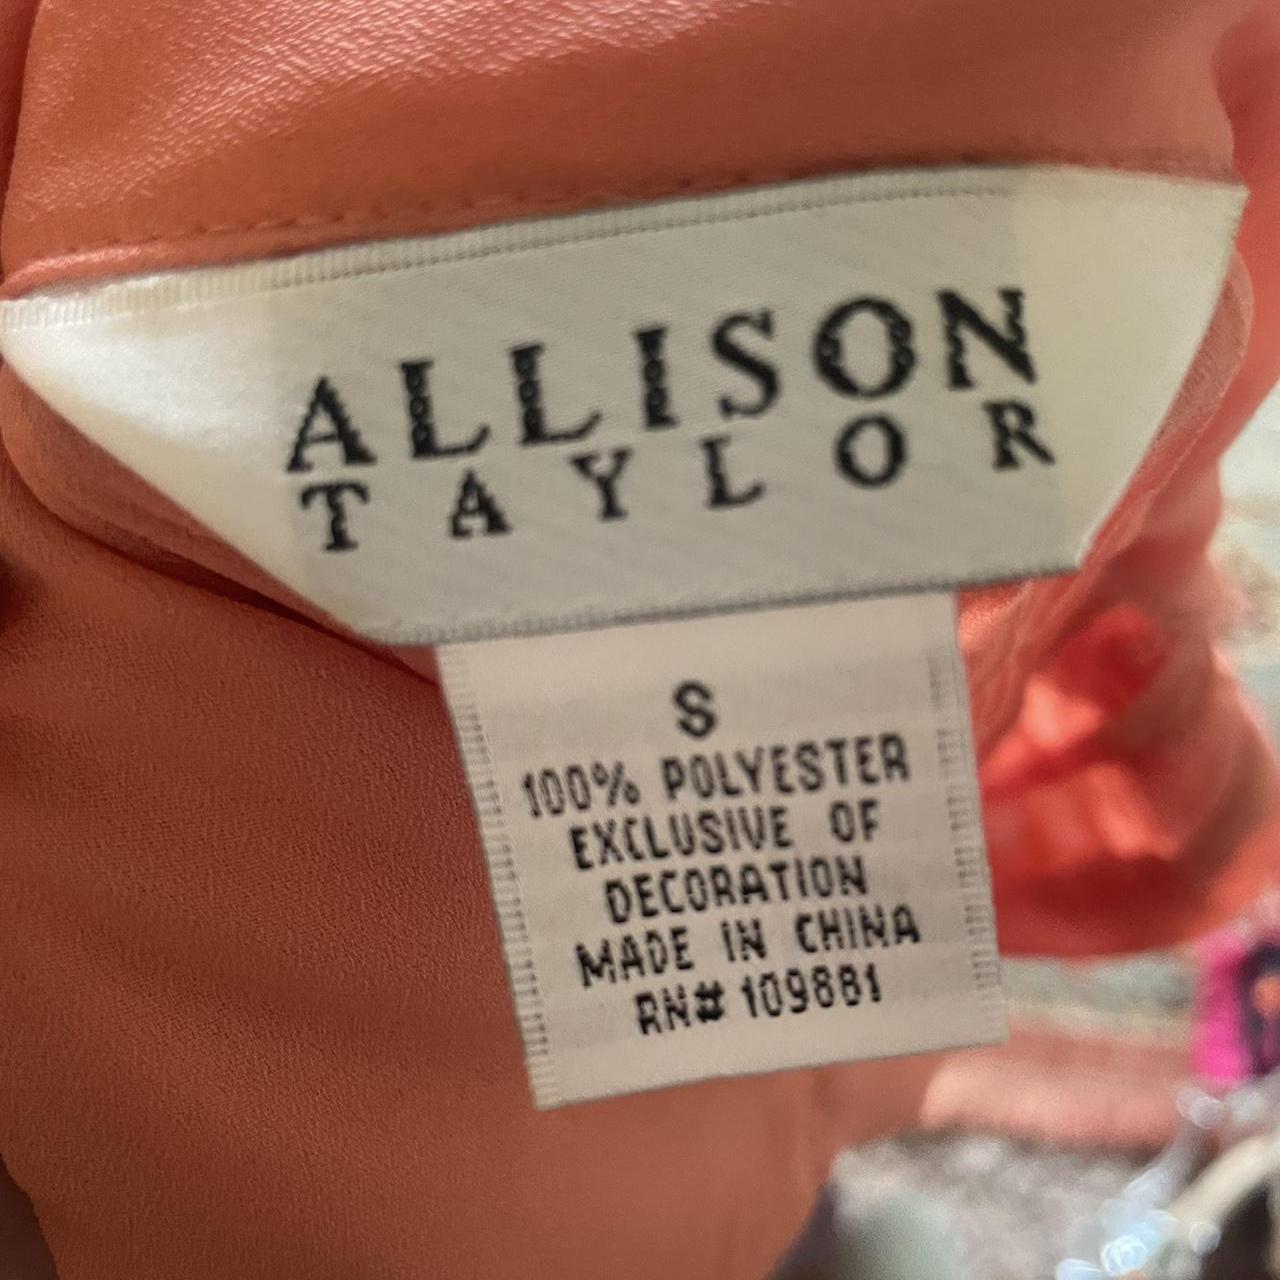 ALLISON
TAYLOR
S
100% POLYESTER
EXCLUSIVE OF
DECORATION
MADE IN CHINA
RN# 109881